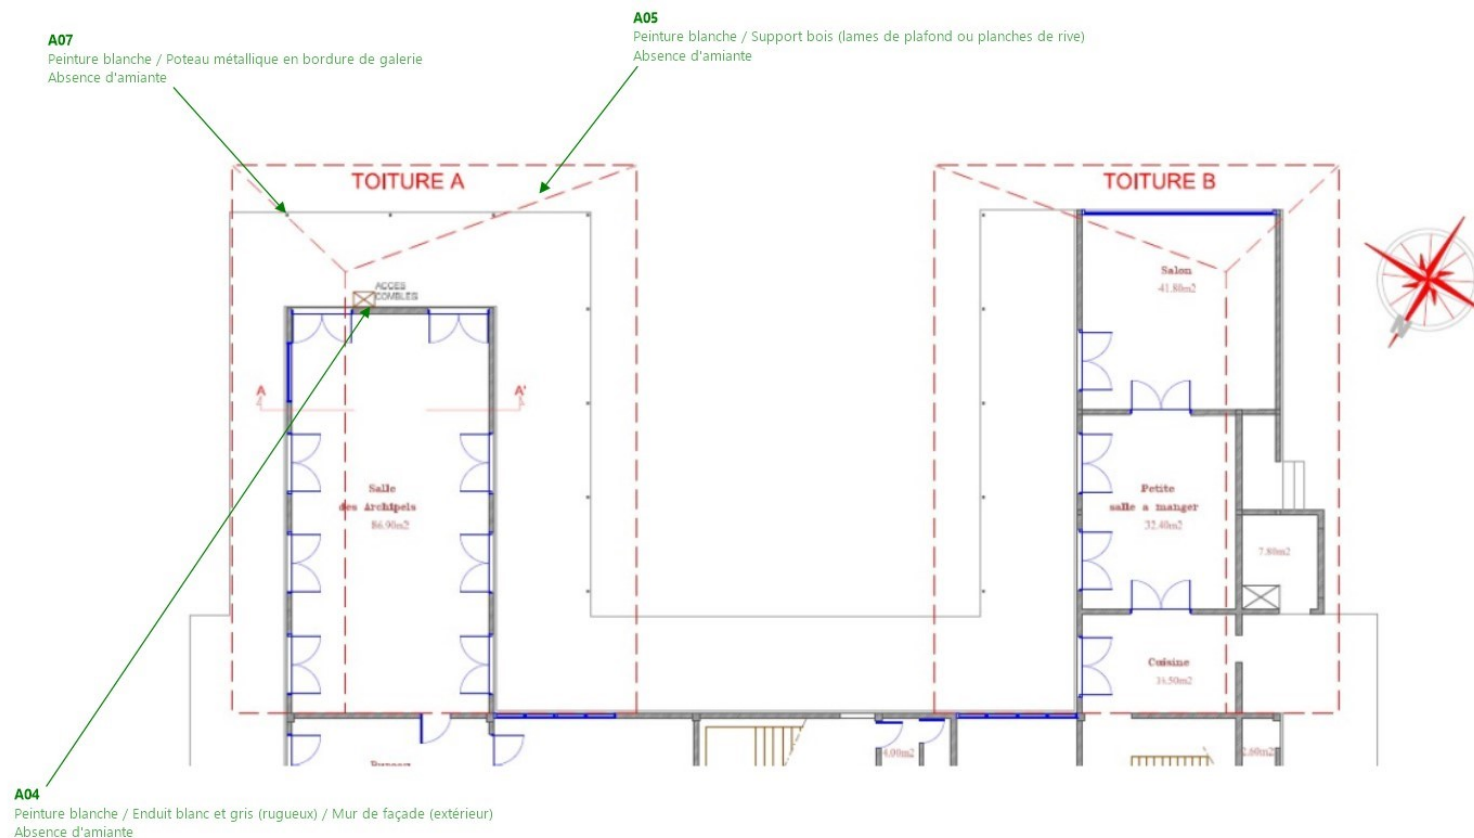 A05
Peinture blanche / Support bois (lames de plafond ou planches de rive)
Absence d'amiante
A07
Peinture blanche / Poteau métallique en bordure de galerie
Absence d'amiante
TOITURE A
TOITURE B
Salon
41.80m2
ACCES
COMBLES
N
A
A'
Salle
des Archipels
86.90m2
Petite
salle a manger
32.40m2
7.80m2
Cuisine
16.50m2
4.00m2
2.60m2
A04
Peinture blanche / Enduit blanc et gris (rugueux) / Mur de façade (extérieur)
Absence d'amiante